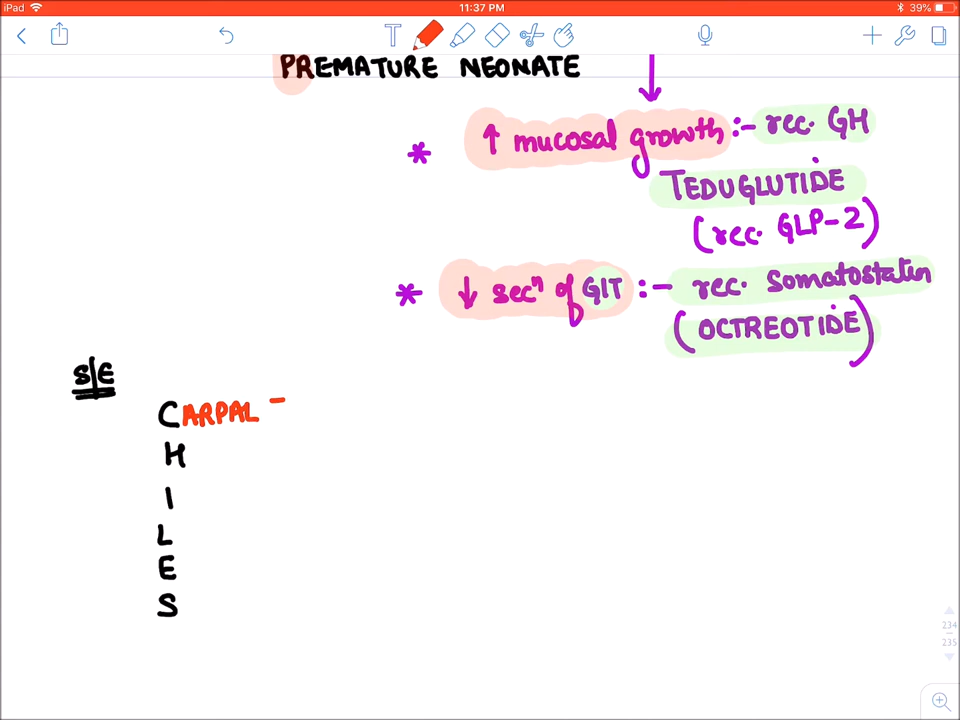 iPad 11:37 PM 39%
T
PREMATURE NEONATE
* ↑ mucosal growth :- rec. GH
TEDUGLUTIDE
(rec. GLP-2)
* ↓ secⁿ of GIT :- rec. Somatostatin
(OCTREOTIDE)
S/E
CARPAL -
H
I
L
E
S
234
235